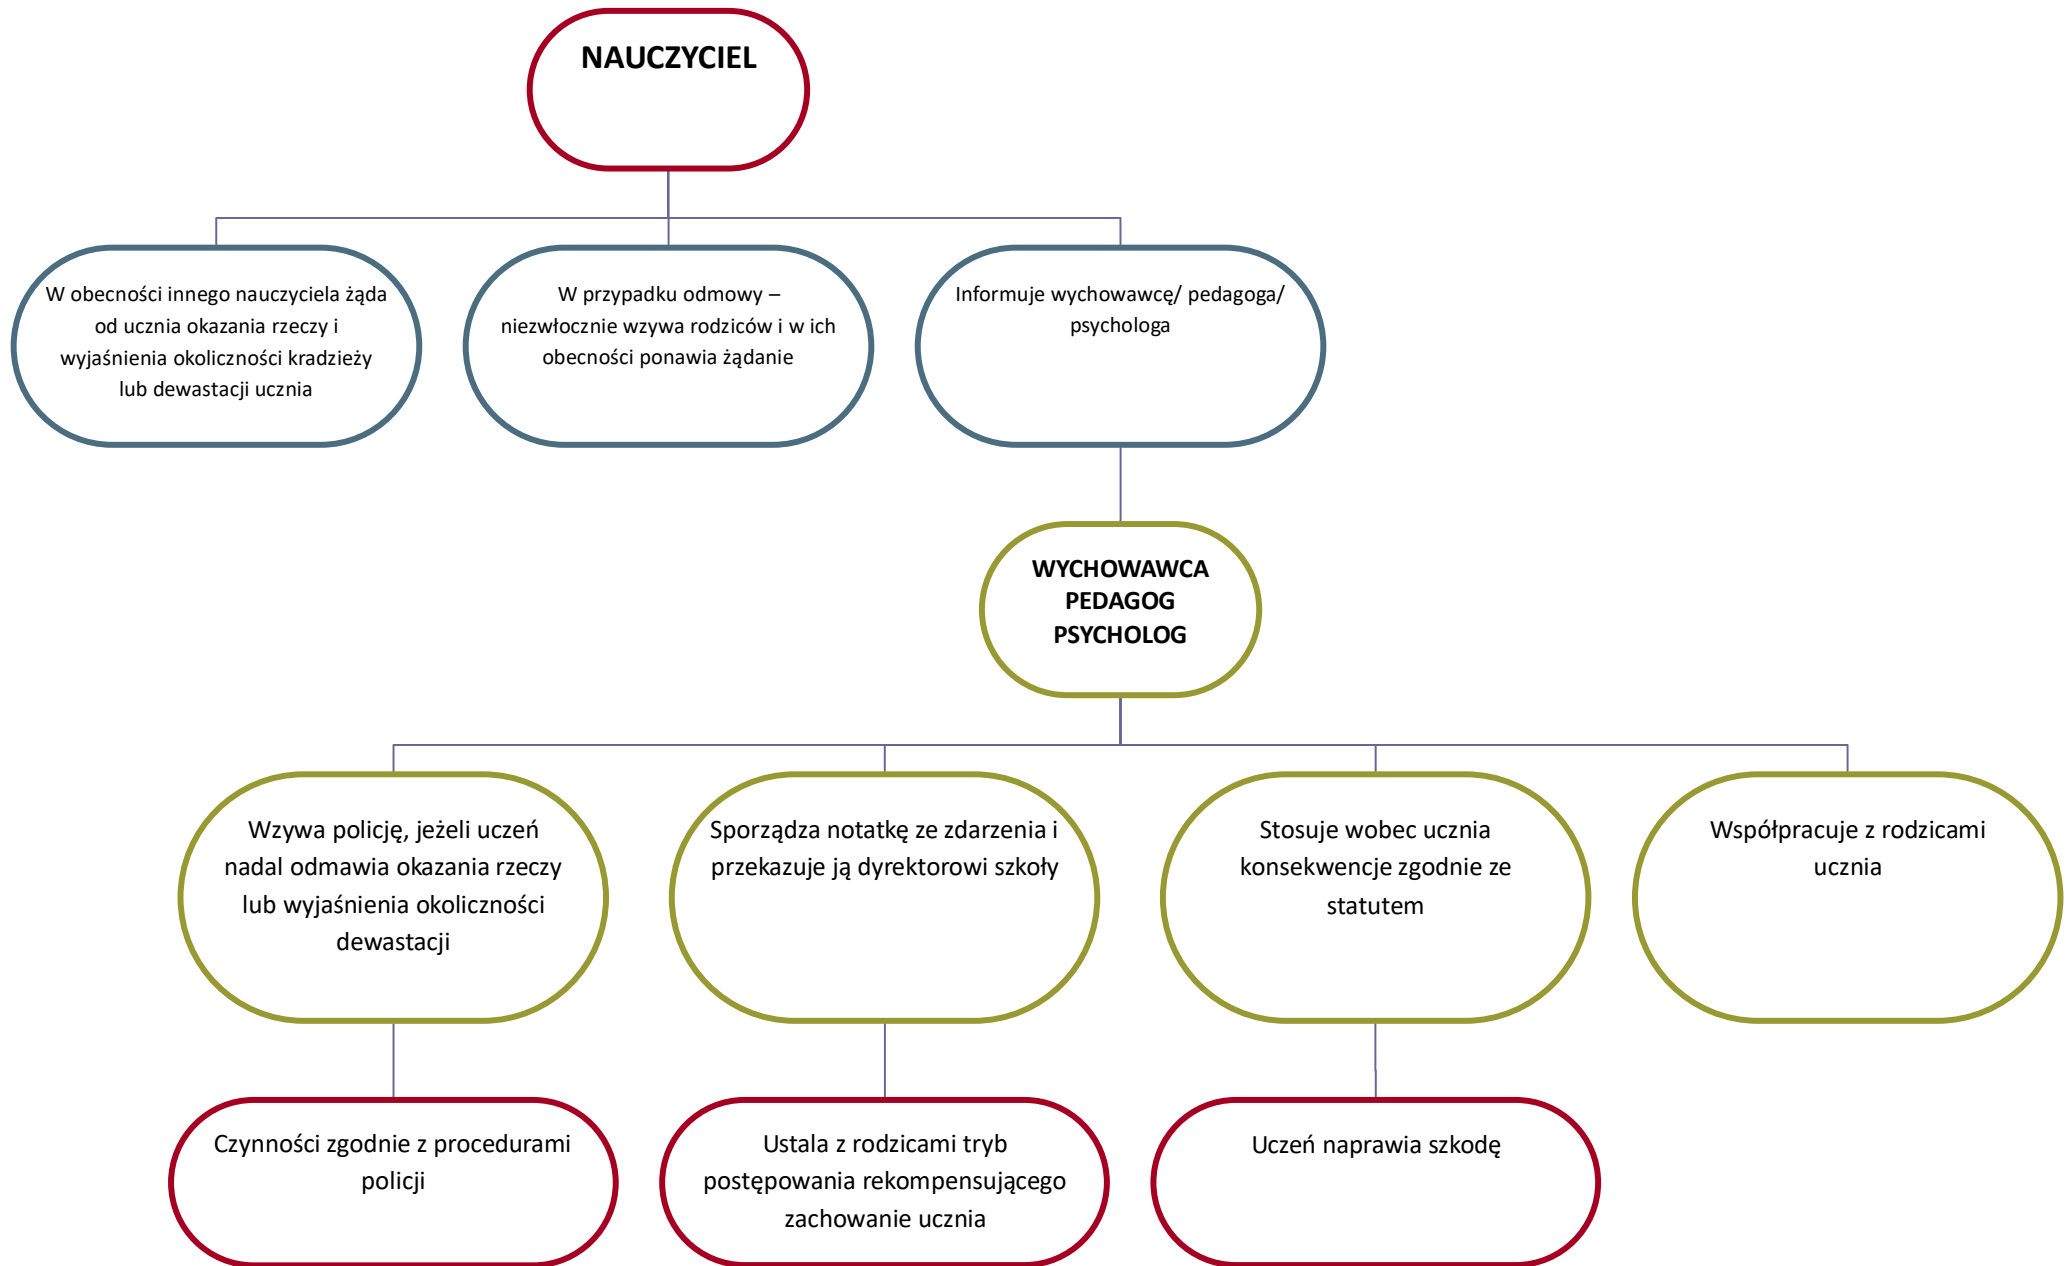 NAUCZYCIEL
W obecności innego nauczyciela żąda
od ucznia okazania rzeczy i
wyjaśnienia okoliczności kradzieży
lub dewastacji ucznia
W przypadku odmowy –
niezwłocznie wzywa rodziców i w ich
obecności ponawia żądanie
Informuje wychowawcę/ pedagoga/
psychologa
WYCHOWAWCA
PEDAGOG
PSYCHOLOG
Wzywa policję, jeżeli uczeń
nadal odmawia okazania rzeczy
lub wyjaśnienia okoliczności
dewastacji
Sporządza notatkę ze zdarzenia i
przekazuje ją dyrektorowi szkoły
Stosuje wobec ucznia
konsekwencje zgodnie ze
statutem
Współpracuje z rodzicami
ucznia
Czynności zgodnie z procedurami
policji
Ustala z rodzicami tryb
postępowania rekompensującego
zachowanie ucznia
Uczeń naprawia szkodę